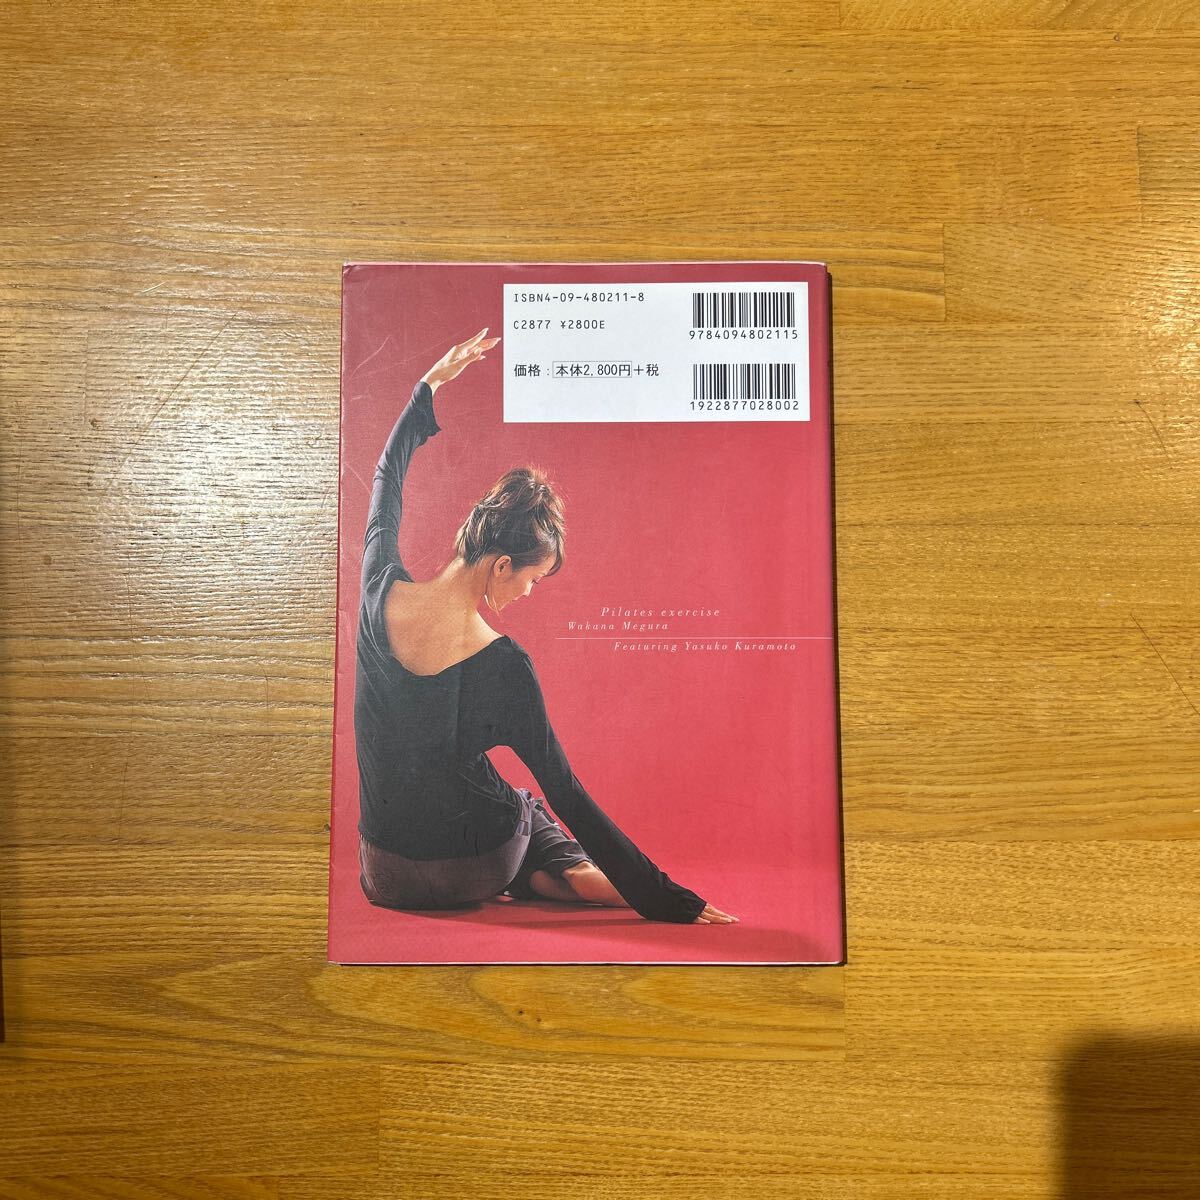 ISBN4-09-480211-8
C2877 ¥2800E
価格：本体2,800円＋税
9784094802115
1922877028002
Pilates exercise
Wakana Megura
Featuring Yasuko Kuramoto